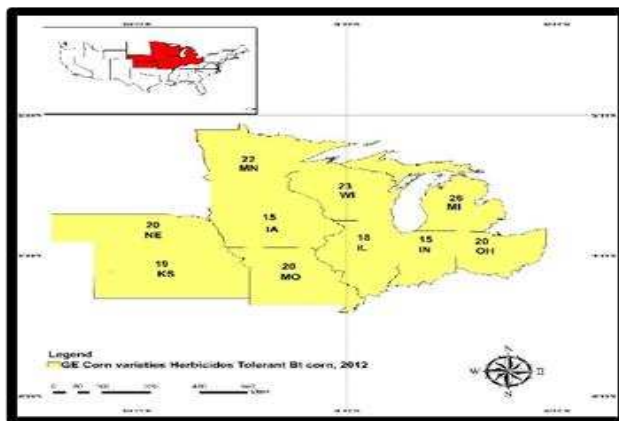 22
MN
23
WI
26
MI
15
IA
20
NE
18
IL
15
IN
20
OH
19
KS
20
MO
Legend
GE Corn varieties Herbicides Tolerant Bt corn, 2012
N
W
E
S